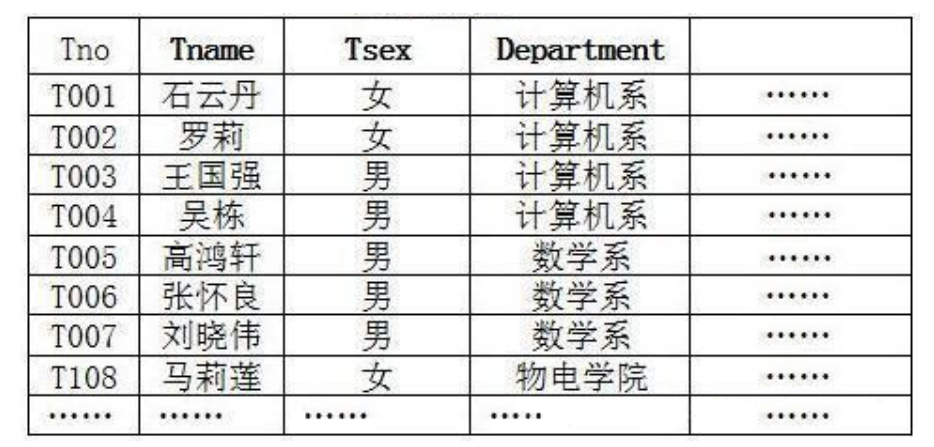 Tno Tname Tsex Department
T001 石云丹 女 计算机系 ……
T002 罗莉 女 计算机系 ……
T003 王国强 男 计算机系 ……
T004 吴栋 男 计算机系 ……
T005 高鸿轩 男 数学系 ……
T006 张怀良 男 数学系 ……
T007 刘晓伟 男 数学系 ……
T108 马莉莲 女 物电学院 ……
…… …… …… ….. ……